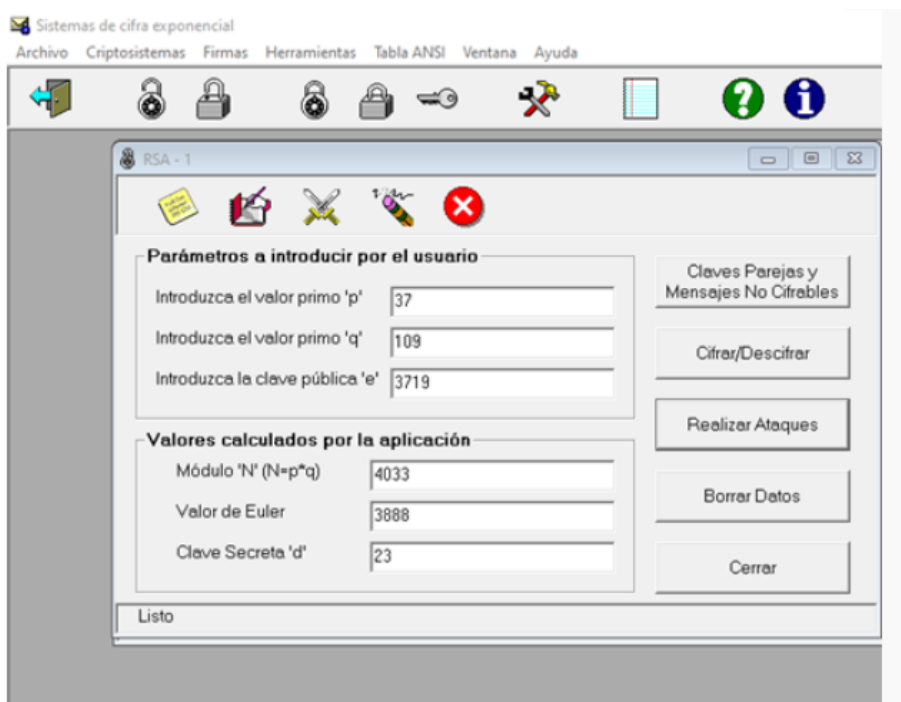 Sistemas de cifra exponencial
Archivo Criptosistemas Firmas Herramientas Tabla ANSI Ventana Ayuda
RSA - 1
Parámetros a introducir por el usuario
Introduzca el valor primo 'p' 37
Introduzca el valor primo 'q' 109
Introduzca la clave pública 'e' 3719
Valores calculados por la aplicación
Módulo 'N' (N=p*q) 4033
Valor de Euler 3888
Clave Secreta 'd' 23
Claves Parejas y
Mensajes No Cifrables
Cifrar/Descifrar
Realizar Ataques
Borrar Datos
Cerrar
Listo